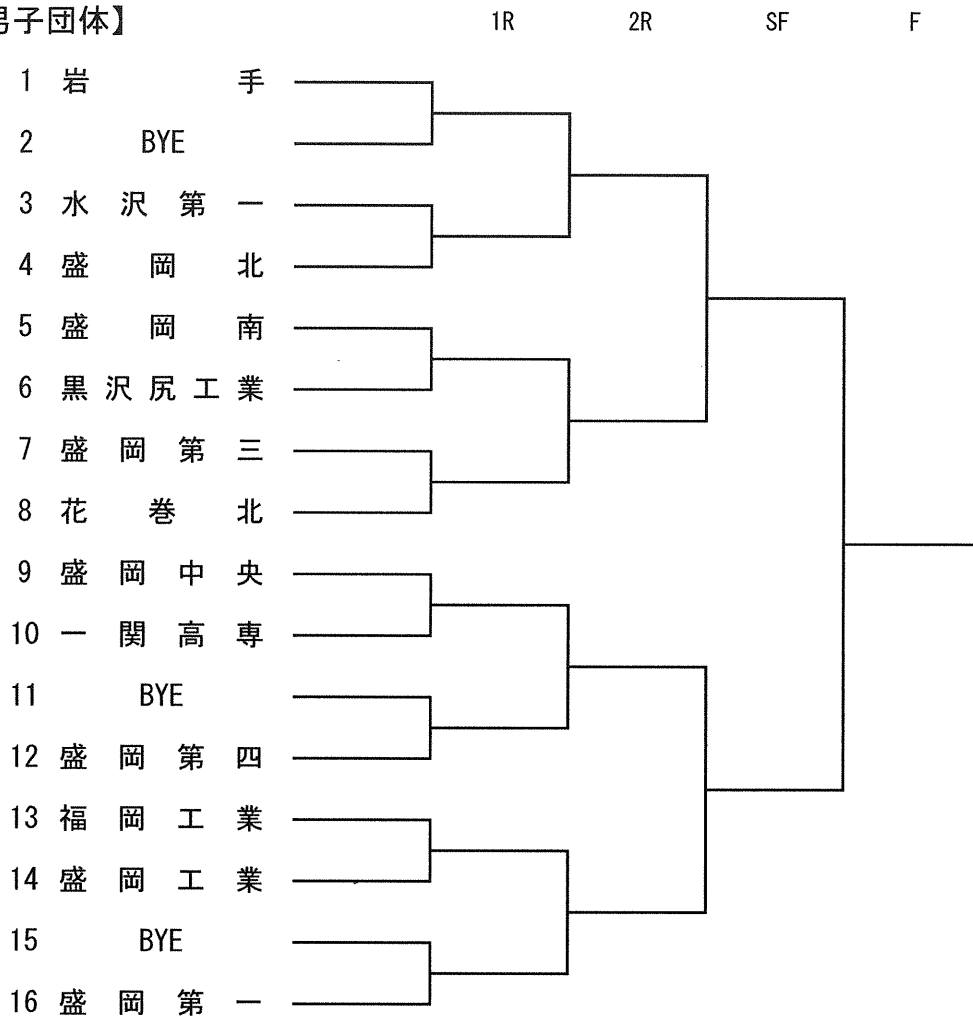 男子団体】 1R 2R SF F
1 岩手
2 BYE
3 水沢第一
4 盛岡北
5 盛岡南
6 黒沢尻工業
7 盛岡第三
8 花巻北
9 盛岡中央
10 一関高専
11 BYE
12 盛岡第四
13 福岡工業
14 盛岡工業
15 BYE
16 盛岡第一